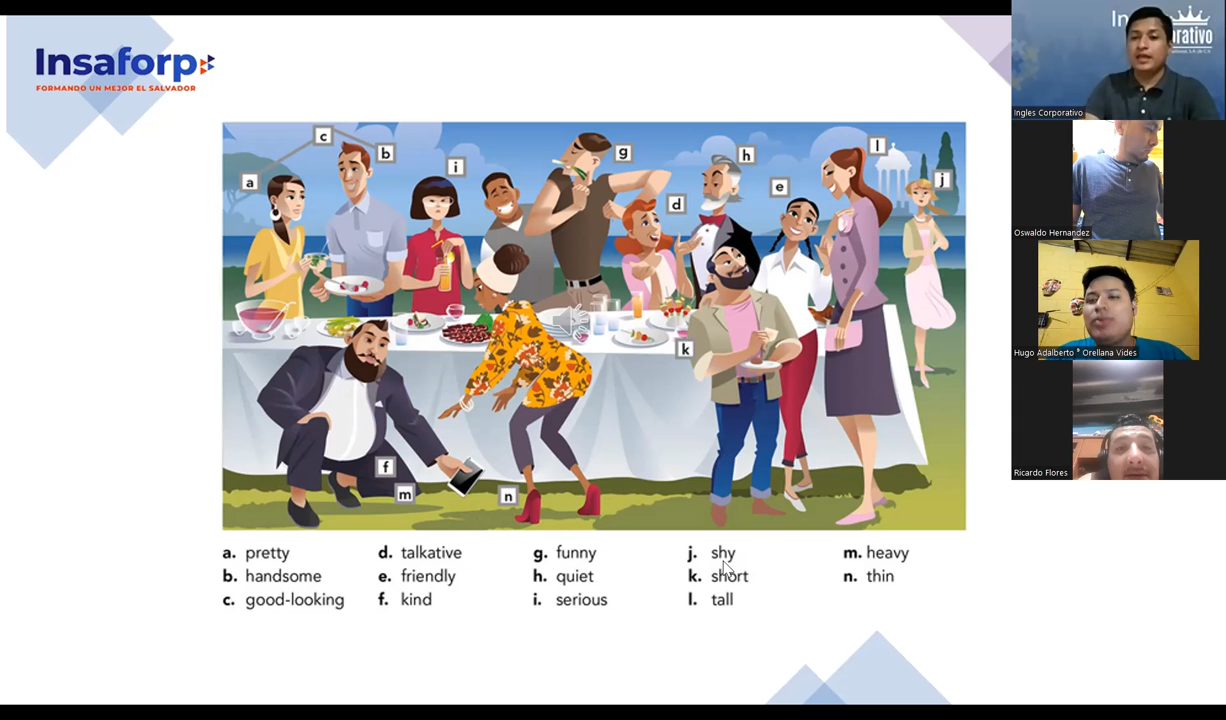 Insaforp
FORMANDO UN MEJOR EL SALVADOR
c
b
a
i
g
h
l
e
j
d
k
f
m
n
a. pretty
b. handsome
c. good-looking
d. talkative
e. friendly
f. kind
g. funny
h. quiet
i. serious
j. shy
k. short
l. tall
m. heavy
n. thin
Ingles Corporativo
Oswaldo Hernandez
Hugo Adalberto * Orellana Vides
Ricardo Flores